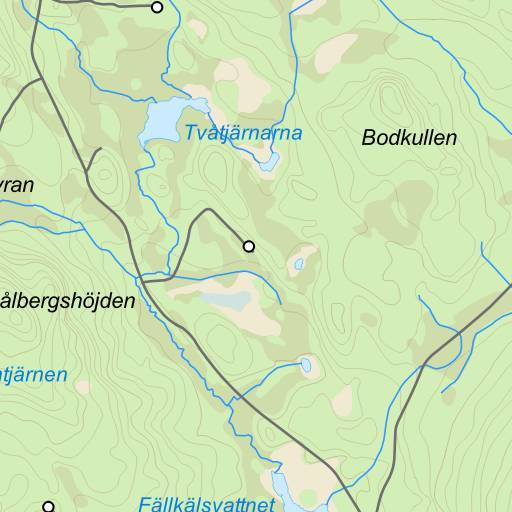 Tvåtjärnarna
Bodkullen
yran
ålbergshöjden
tjärnen
Fällkälsvattnet